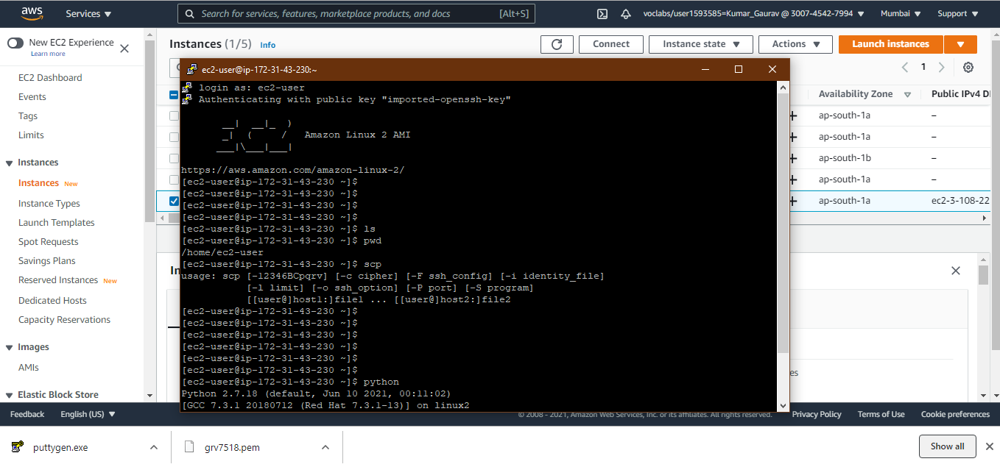 aws
Services ▼
Search for services, features, marketplace products, and docs
[Alt+S]
voclabs/user1593585=Kumar_Gaurav @ 3007-4542-7994 ▼
Mumbai ▼
Support ▼
New EC2 Experience
Learn more
EC2 Dashboard
Events
Tags
Limits
Instances
Instances New
Instance Types
Launch Templates
Spot Requests
Savings Plans
Reserved Instances New
Dedicated Hosts
Capacity Reservations
Images
AMIs
Elastic Block Store
Instances (1/5) Info
Connect
Instance state ▼
Actions ▼
Launch instances ▼
1
Availability Zone
Public IPv4 D
ap-south-1a –
ap-south-1a –
ap-south-1b –
ap-south-1a –
ap-south-1a ec2-3-108-22
In
es
ec2-user@ip-172-31-43-230:~
login as: ec2-user
Authenticating with public key "imported-openssh-key"
__|  __|_  )
_|  (     /   Amazon Linux 2 AMI
___|\___|___|
https://aws.amazon.com/amazon-linux-2/
[ec2-user@ip-172-31-43-230 ~]$
[ec2-user@ip-172-31-43-230 ~]$
[ec2-user@ip-172-31-43-230 ~]$
[ec2-user@ip-172-31-43-230 ~]$
[ec2-user@ip-172-31-43-230 ~]$ ls
[ec2-user@ip-172-31-43-230 ~]$ pwd
/home/ec2-user
[ec2-user@ip-172-31-43-230 ~]$ scp
usage: scp [-12346BCpqrv] [-c cipher] [-F ssh_config] [-i identity_file]
[-l limit] [-o ssh_option] [-P port] [-S program]
[[user@]host1:]file1 ... [[user@]host2:]file2
[ec2-user@ip-172-31-43-230 ~]$
[ec2-user@ip-172-31-43-230 ~]$
[ec2-user@ip-172-31-43-230 ~]$
[ec2-user@ip-172-31-43-230 ~]$
[ec2-user@ip-172-31-43-230 ~]$
[ec2-user@ip-172-31-43-230 ~]$
[ec2-user@ip-172-31-43-230 ~]$ python
Python 2.7.18 (default, Jun 10 2021, 00:11:02)
[GCC 7.3.1 20180712 (Red Hat 7.3.1-13)] on linux2
Feedback
English (US) ▼
© 2008 - 2021, Amazon Web Services, Inc. or its affiliates. All rights reserved.
Privacy Policy
Terms of Use
Cookie preferences
puttygen.exe
grv7518.pem
Show all